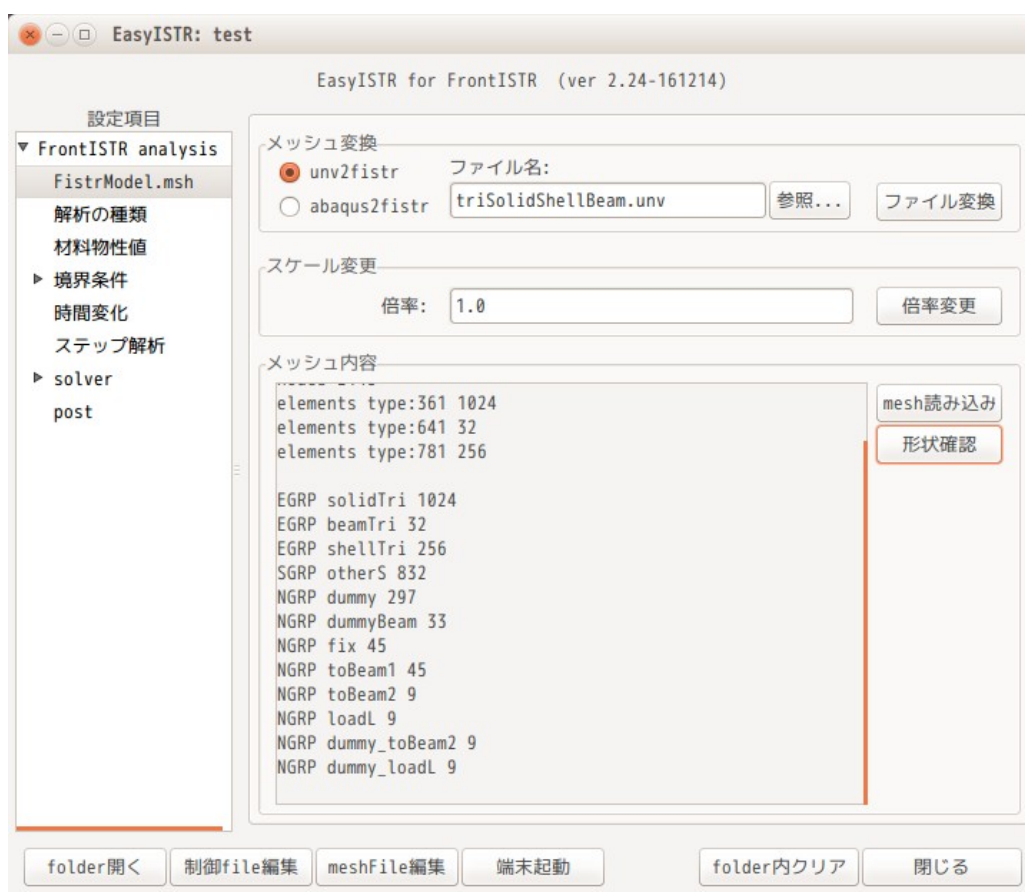 EasyISTR: test
EasyISTR for FrontISTR (ver 2.24-161214)
設定項目
FrontISTR analysis
FistrModel.msh
解析の種類
材料物性値
境界条件
時間変化
ステップ解析
solver
post
メッシュ変換
unv2fistr
abaqus2fistr
ファイル名:
triSolidShellBeam.unv
参照...
ファイル変換
スケール変更
倍率:
1.0
倍率変更
メッシュ内容
elements type:361 1024
elements type:641 32
elements type:781 256
EGRP solidTri 1024
EGRP beamTri 32
EGRP shellTri 256
SGRP otherS 832
NGRP dummy 297
NGRP dummyBeam 33
NGRP fix 45
NGRP toBeam1 45
NGRP toBeam2 9
NGRP loadL 9
NGRP dummy_toBeam2 9
NGRP dummy_loadL 9
mesh読み込み
形状確認
folder開く
制御file編集
meshFile編集
端末起動
folder内クリア
閉じる